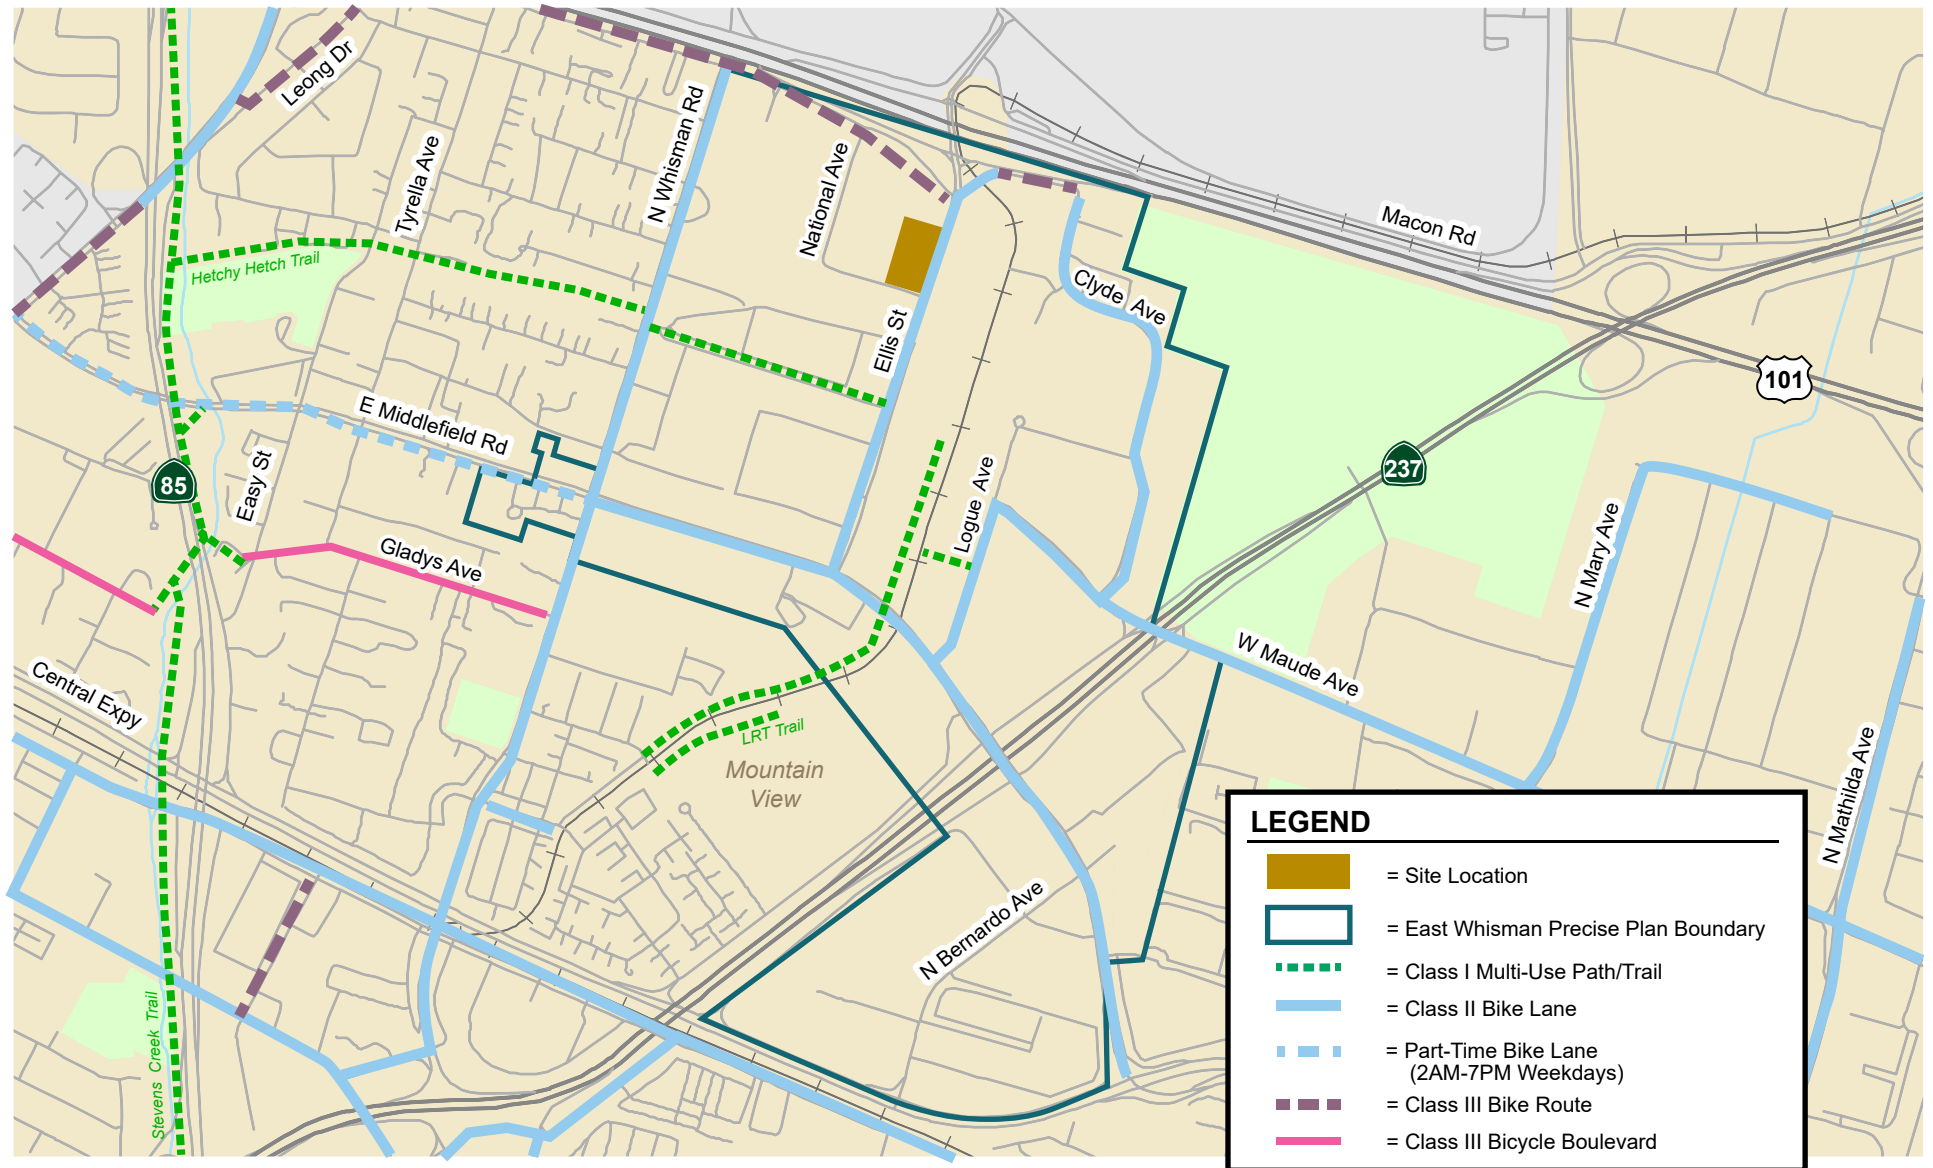 Leong Dr
Tyrella Ave
N Whisman Rd
National Ave
Macon Rd
Hetchy Hetch Trail
Clyde Ave
Ellis St
101
E Middlefield Rd
237
85
Easy St
Logue Ave
N Mary Ave
Gladys Ave
W Maude Ave
Central Expy
LRT Trail
Mountain
View
N Mathilda Ave
N Bernardo Ave
Stevens Creek Trail
LEGEND
= Site Location
= East Whisman Precise Plan Boundary
= Class I Multi-Use Path/Trail
= Class II Bike Lane
= Part-Time Bike Lane
(2AM-7PM Weekdays)
= Class III Bike Route
= Class III Bicycle Boulevard